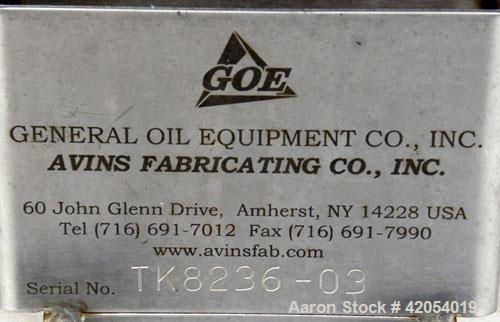 GOE
GENERAL OIL EQUIPMENT CO., INC.
AVINS FABRICATING CO., INC.
60 John Glenn Drive, Amherst, NY 14228 USA
Tel (716) 691-7012 Fax (716) 691-7990
www.avinsfab.com
Serial No. TK8236-03
Aaron Stock # 42054019